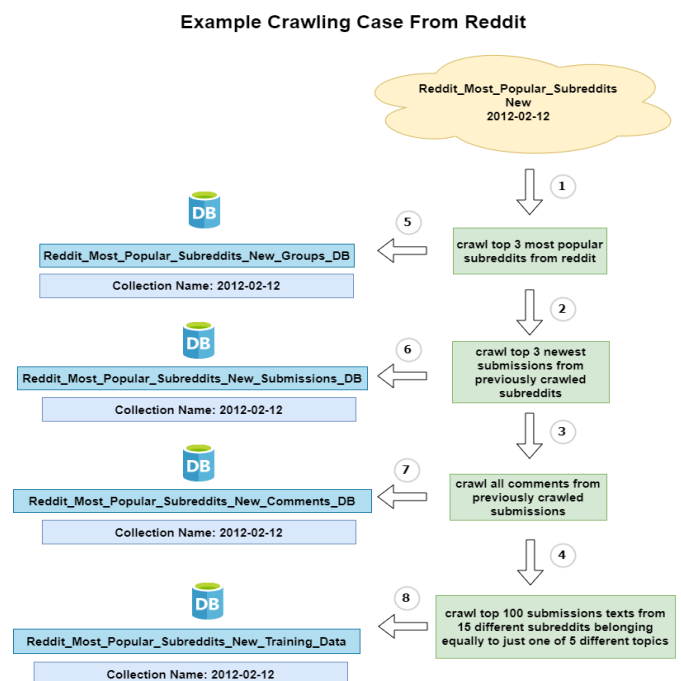 Example Crawling Case From Reddit
Reddit_Most_Popular_Subreddits
New
2012-02-12
1
DB
5
Reddit_Most_Popular_Subreddits_New_Groups_DB
Collection Name: 2012-02-12
crawl top 3 most popular
subreddits from reddit
2
DB
6
Reddit_Most_Popular_Subreddits_New_Submissions_DB
Collection Name: 2012-02-12
crawl top 3 newest
submissions from
previously crawled
subreddits
3
DB
7
Reddit_Most_Popular_Subreddits_New_Comments_DB
Collection Name: 2012-02-12
crawl all comments from
previously crawled
submissions
4
DB
8
Reddit_Most_Popular_Subreddits_New_Training_Data
Collection Name: 2012-02-12
crawl top 100 submissions texts from
15 different subreddits belonging
equally to just one of 5 different topics